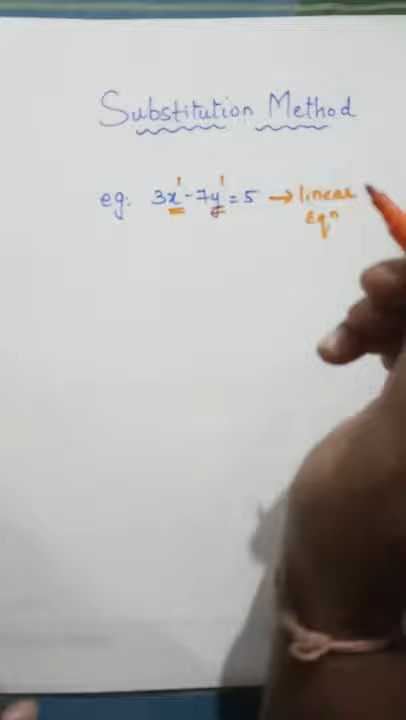 Substitution Method
eg: 3x¹ - 7y¹ = 5 → linear
Eqⁿ